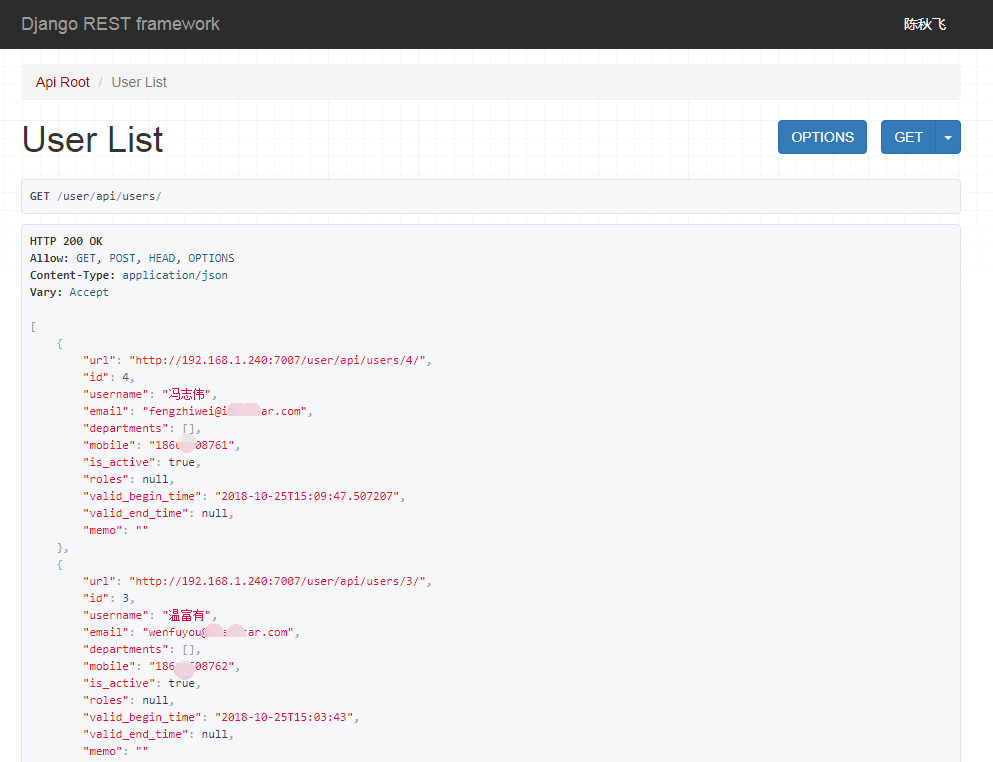 Django REST framework
陈秋飞
Api Root / User List
User List
OPTIONS
GET
GET /user/api/users/
HTTP 200 OK
Allow: GET, POST, HEAD, OPTIONS
Content-Type: application/json
Vary: Accept
[
{
"url": "http://192.168.1.240:7007/user/api/users/4/",
"id": 4,
"username": "冯志伟",
"email": "fengzhiwei@ ar.com",
"departments": [],
"mobile": "186 08761",
"is_active": true,
"roles": null,
"valid_begin_time": "2018-10-25T15:09:47.507207",
"valid_end_time": null,
"memo": ""
},
{
"url": "http://192.168.1.240:7007/user/api/users/3/",
"id": 3,
"username": "温富有",
"email": "wenfuyou@ ar.com",
"departments": [],
"mobile": "186 08762",
"is_active": true,
"roles": null,
"valid_begin_time": "2018-10-25T15:03:43",
"valid_end_time": null,
"memo": ""